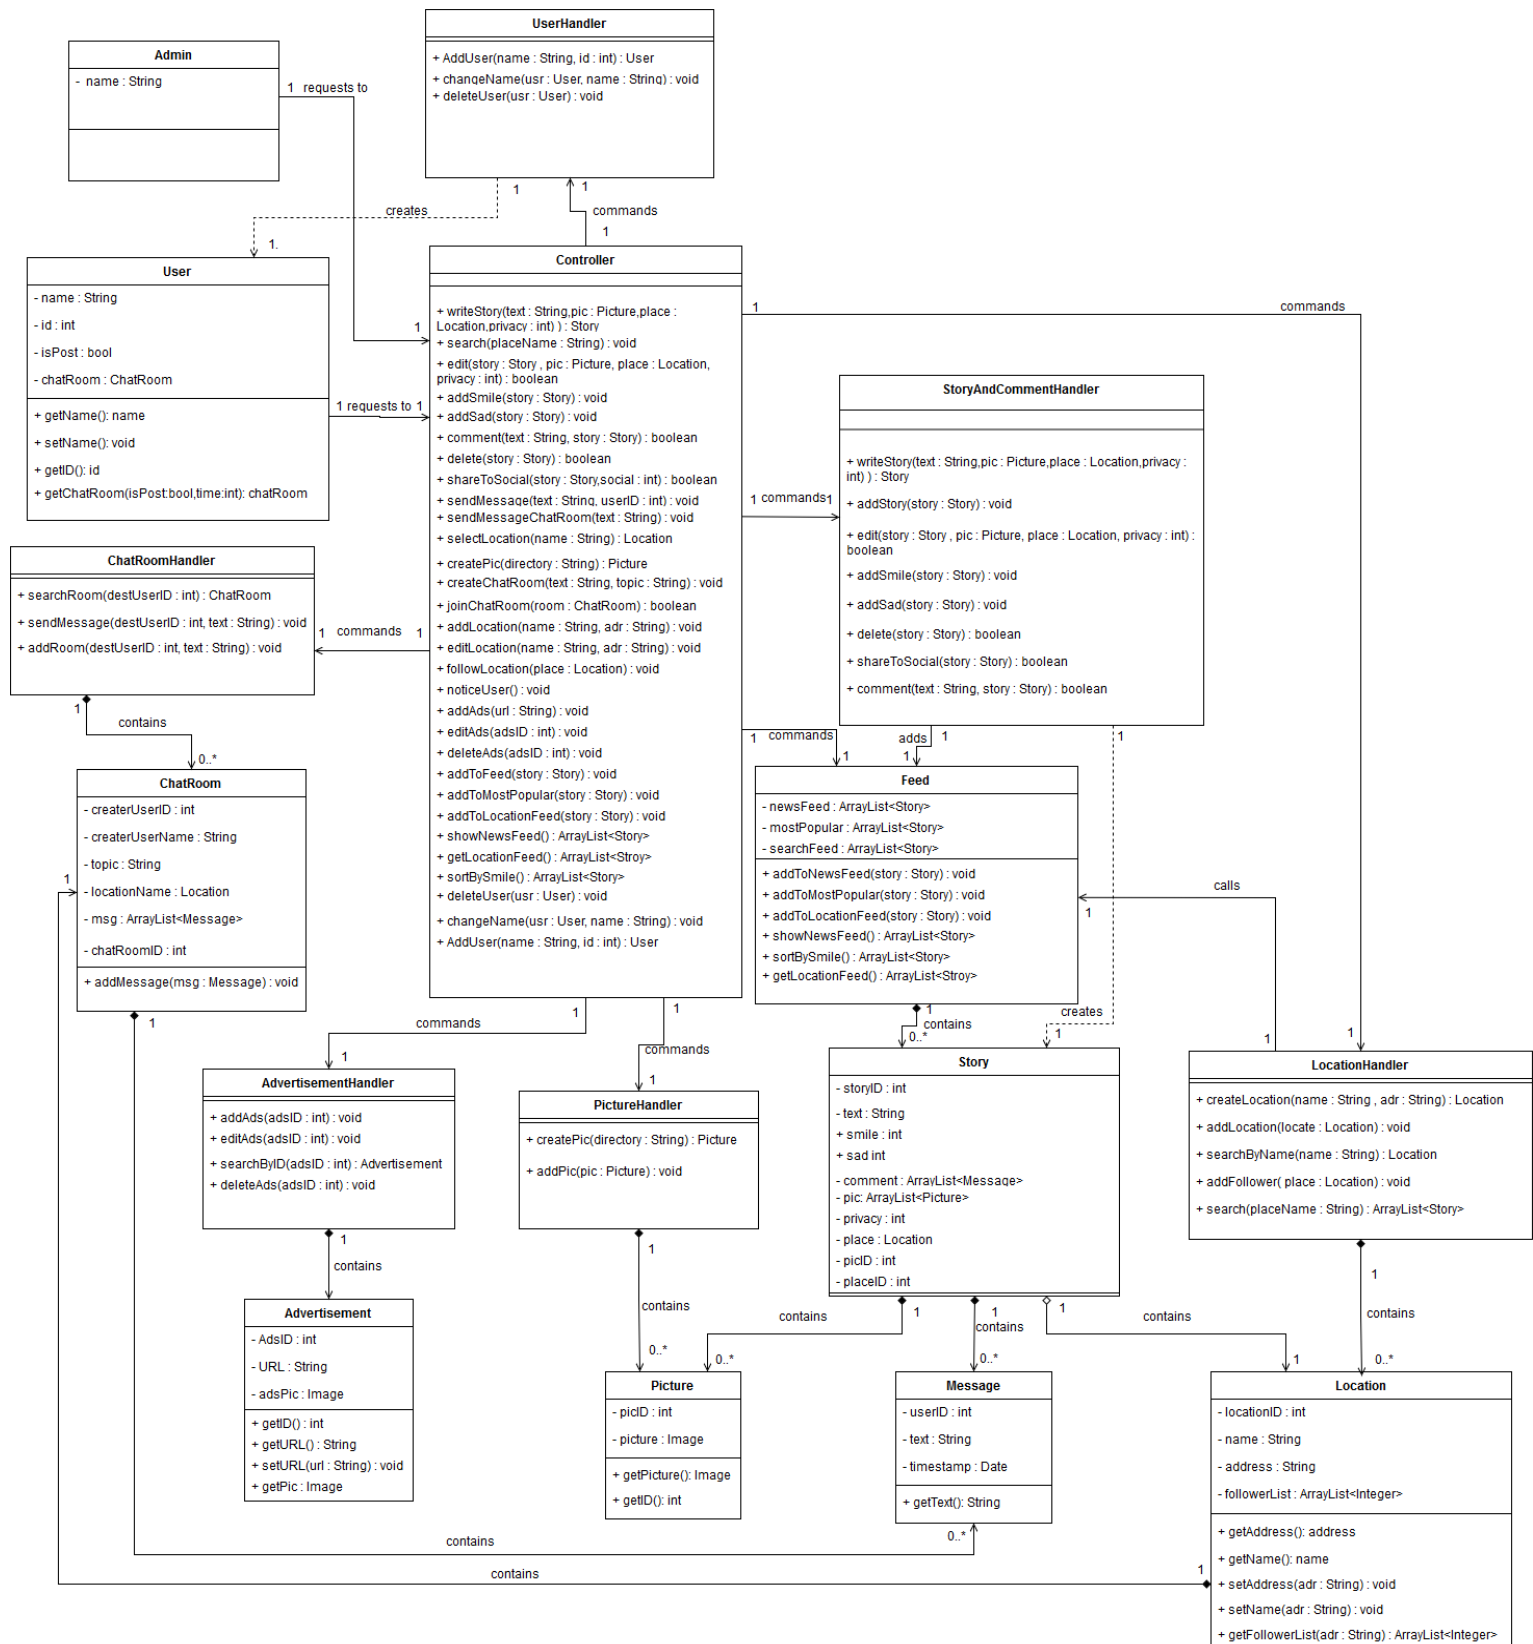 UserHandler
+ AddUser(name : String, id : int) : User
+ changeName(usr : User, name : String) : void
+ deleteUser(usr : User) : void
Admin
- name : String
1 requests to
1
creates
1.
1
commands
1
User
- name : String
- id : int
- isPost : bool
- chatRoom : ChatRoom
+ getName(): name
+ setName(): void
+ getID(): id
+ getChatRoom(isPost:bool,time:int): chatRoom
1
1 requests to 1
Controller
+ writeStory(text : String,pic : Picture,place :
Location,privacy : int) ) : Story
+ search(placeName : String) : void
+ edit(story : Story , pic : Picture, place : Location,
privacy : int) : boolean
+ addSmile(story : Story) : void
+ addSad(story : Story) : void
+ comment(text : String, story : Story) : boolean
+ delete(story : Story) : boolean
+ shareToSocial(story : Story,social : int) : boolean
+ sendMessage(text : String, userID : int) : void
+ sendMessageChatRoom(text : String) : void
+ selectLocation(name : String) : Location
+ createPic(directory : String) : Picture
+ createChatRoom(text : String, topic : String) : void
+ joinChatRoom(room : ChatRoom) : boolean
+ addLocation(name : String, adr : String) : void
+ editLocation(name : String, adr : String) : void
+ followLocation(place : Location) : void
+ noticeUser() : void
+ addAds(url : String) : void
+ editAds(adsID : int) : void
+ deleteAds(adsID : int) : void
+ addToFeed(story : Story) : void
+ addToMostPopular(story : Story) : void
+ addToLocationFeed(story : Story) : void
+ showNewsFeed() : ArrayList<Story>
+ getLocationFeed() : ArrayList<Stroy>
+ sortBySmile() : ArrayList<Story>
+ deleteUser(usr : User) : void
+ changeName(usr : User, name : String) : void
+ AddUser(name : String, id : int) : User
1
commands
StoryAndCommentHandler
+ writeStory(text : String,pic : Picture,place : Location,privacy :
int) ) : Story
+ addStory(story : Story) : void
+ edit(story : Story , pic : Picture, place : Location, privacy : int) :
boolean
+ addSmile(story : Story) : void
+ addSad(story : Story) : void
+ delete(story : Story) : boolean
+ shareToSocial(story : Story) : boolean
+ comment(text : String, story : Story) : boolean
1 commands1
ChatRoomHandler
+ searchRoom(destUserID : int) : ChatRoom
+ sendMessage(destUserID : int, text : String) : void
+ addRoom(destUserID : int, text : String) : void
1 commands 1
1
contains
0..*
ChatRoom
- createrUserID : int
- createrUserName : String
- topic : String
- locationName : Location
- msg : ArrayList<Message>
- chatRoomID : int
+ addMessage(msg : Message) : void
1
1
1 commands
1
adds
1
1
1
Feed
- newsFeed : ArrayList<Story>
- mostPopular : ArrayList<Story>
- searchFeed : ArrayList<Story>
+ addToNewsFeed(story : Story) : void
+ addToMostPopular(story : Story) : void
+ addToLocationFeed(story : Story) : void
+ showNewsFeed() : ArrayList<Story>
+ sortBySmile() : ArrayList<Story>
+ getLocationFeed() : ArrayList<Stroy>
calls
1
1
1
1
contains
0..*
creates
1
1
commands
1
1
commands
1
AdvertisementHandler
+ addAds(adsID : int) : void
+ editAds(adsID : int) : void
+ searchByID(adsID : int) : Advertisement
+ deleteAds(adsID : int) : void
1
contains
PictureHandler
+ createPic(directory : String) : Picture
+ addPic(pic : Picture) : void
1
contains
0..*
Story
- storyID : int
- text : String
+ smile : int
+ sad int
- comment : ArrayList<Message>
- pic: ArrayList<Picture>
- privacy : int
- place : Location
- picID : int
- placeID : int
LocationHandler
+ createLocation(name : String , adr : String) : Location
+ addLocation(locate : Location) : void
+ searchByName(name : String) : Location
+ addFollower( place : Location) : void
+ search(placeName : String) : ArrayList<Story>
1
contains
0..*
contains
1
0..*
1
contains
0..*
1
contains
1
Advertisement
- AdsID : int
- URL : String
- adsPic : Image
+ getID() : int
+ getURL() : String
+ setURL(url : String) : void
+ getPic : Image
Picture
- picID : int
- picture : Image
+ getPicture(): Image
+ getID(): int
Message
- userID : int
- text : String
- timestamp : Date
+ getText(): String
0..*
contains
Location
- locationID : int
- name : String
- address : String
- followerList : ArrayList<Integer>
+ getAddress(): address
+ getName(): name
+ setAddress(adr : String) : void
+ setName(adr : String) : void
+ getFollowerList(adr : String) : ArrayList<Integer>
contains
1